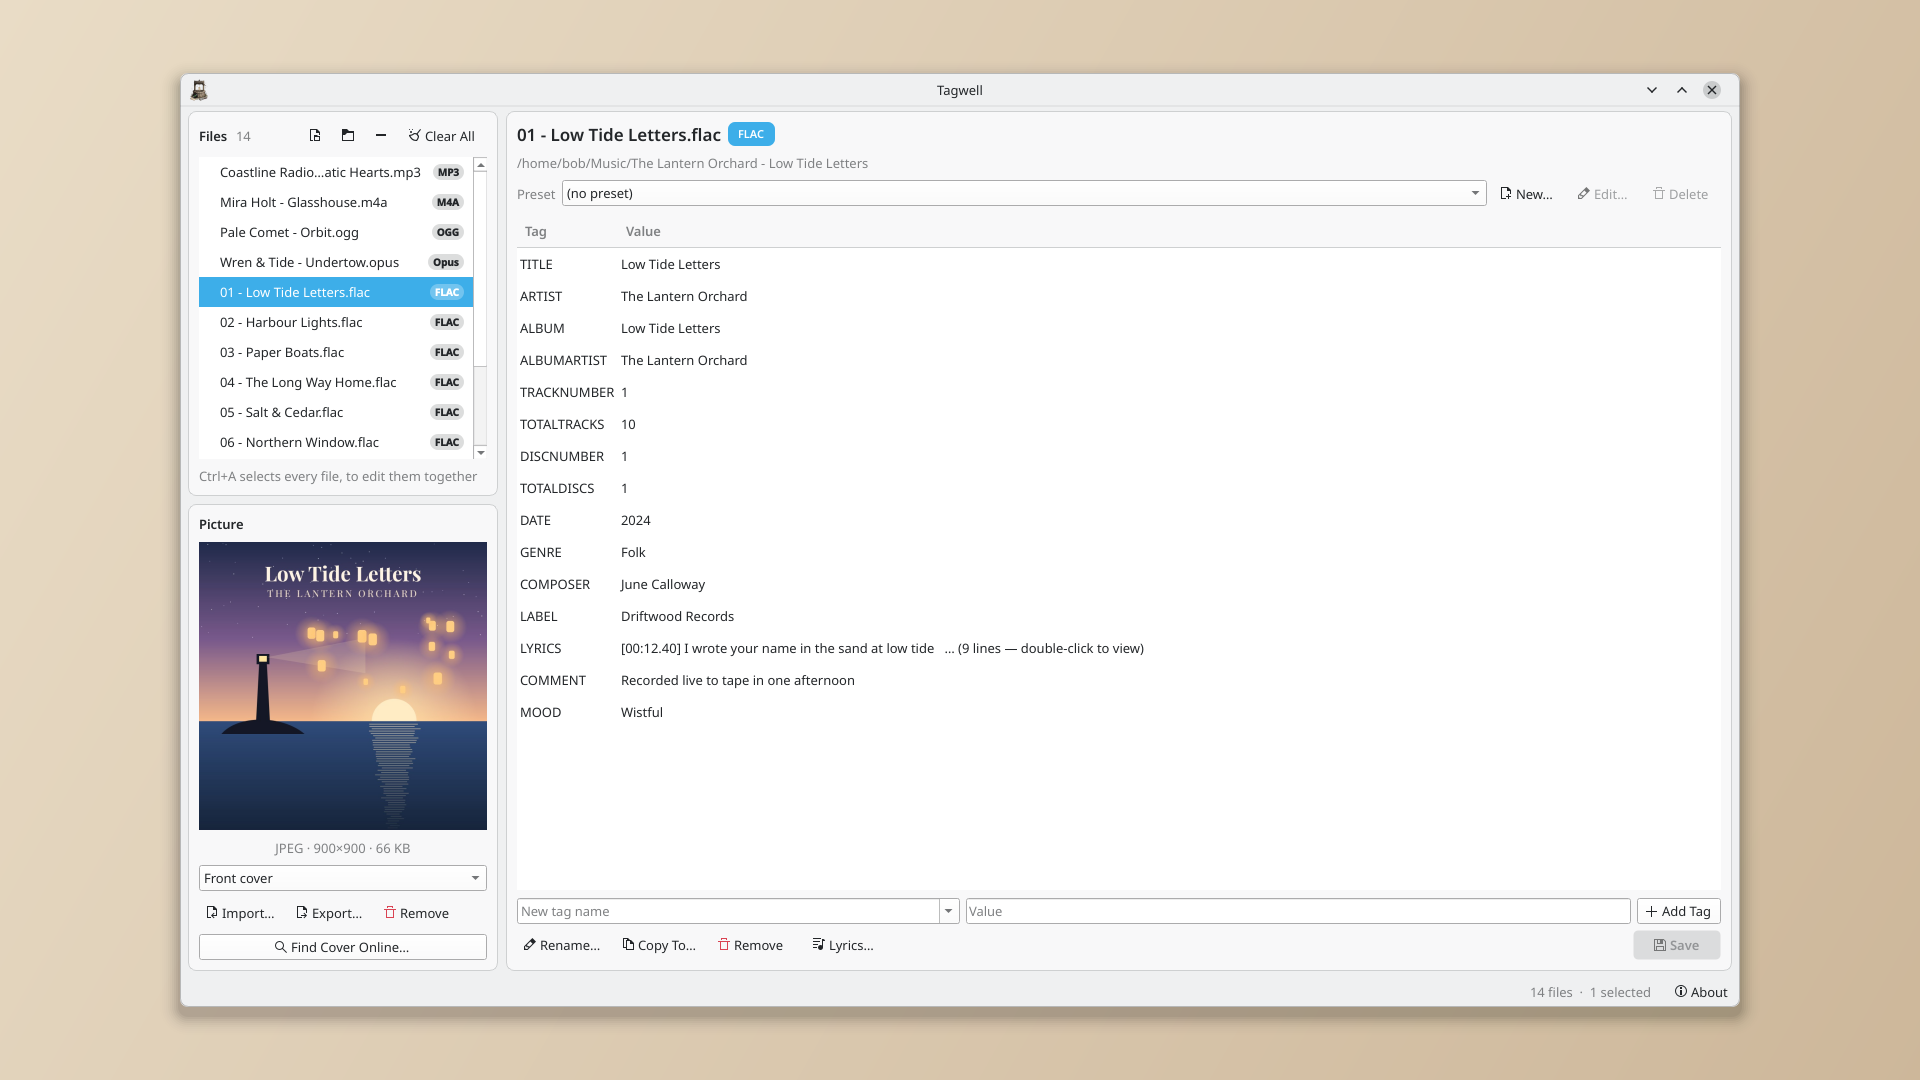 Tagwell
Files 14
Clear All
Coastline Radio...atic Hearts.mp3 MP3
Mira Holt - Glasshouse.m4a M4A
Pale Comet - Orbit.ogg OGG
Wren & Tide - Undertow.opus Opus
01 - Low Tide Letters.flac FLAC
02 - Harbour Lights.flac FLAC
03 - Paper Boats.flac FLAC
04 - The Long Way Home.flac FLAC
05 - Salt & Cedar.flac FLAC
06 - Northern Window.flac FLAC
Ctrl+A selects every file, to edit them together
Picture
Low Tide Letters
THE LANTERN ORCHARD
JPEG · 900×900 · 66 KB
Front cover
Import... Export... Remove
Find Cover Online...
01 - Low Tide Letters.flac FLAC
/home/bob/Music/The Lantern Orchard - Low Tide Letters
Preset (no preset) New... Edit... Delete
Tag Value
TITLE Low Tide Letters
ARTIST The Lantern Orchard
ALBUM Low Tide Letters
ALBUMARTIST The Lantern Orchard
TRACKNUMBER 1
TOTALTRACKS 10
DISCNUMBER 1
TOTALDISCS 1
DATE 2024
GENRE Folk
COMPOSER June Calloway
LABEL Driftwood Records
LYRICS [00:12.40] I wrote your name in the sand at low tide ... (9 lines — double-click to view)
COMMENT Recorded live to tape in one afternoon
MOOD Wistful
New tag name Value Add Tag
Rename... Copy To... Remove Lyrics... Save
14 files · 1 selected About